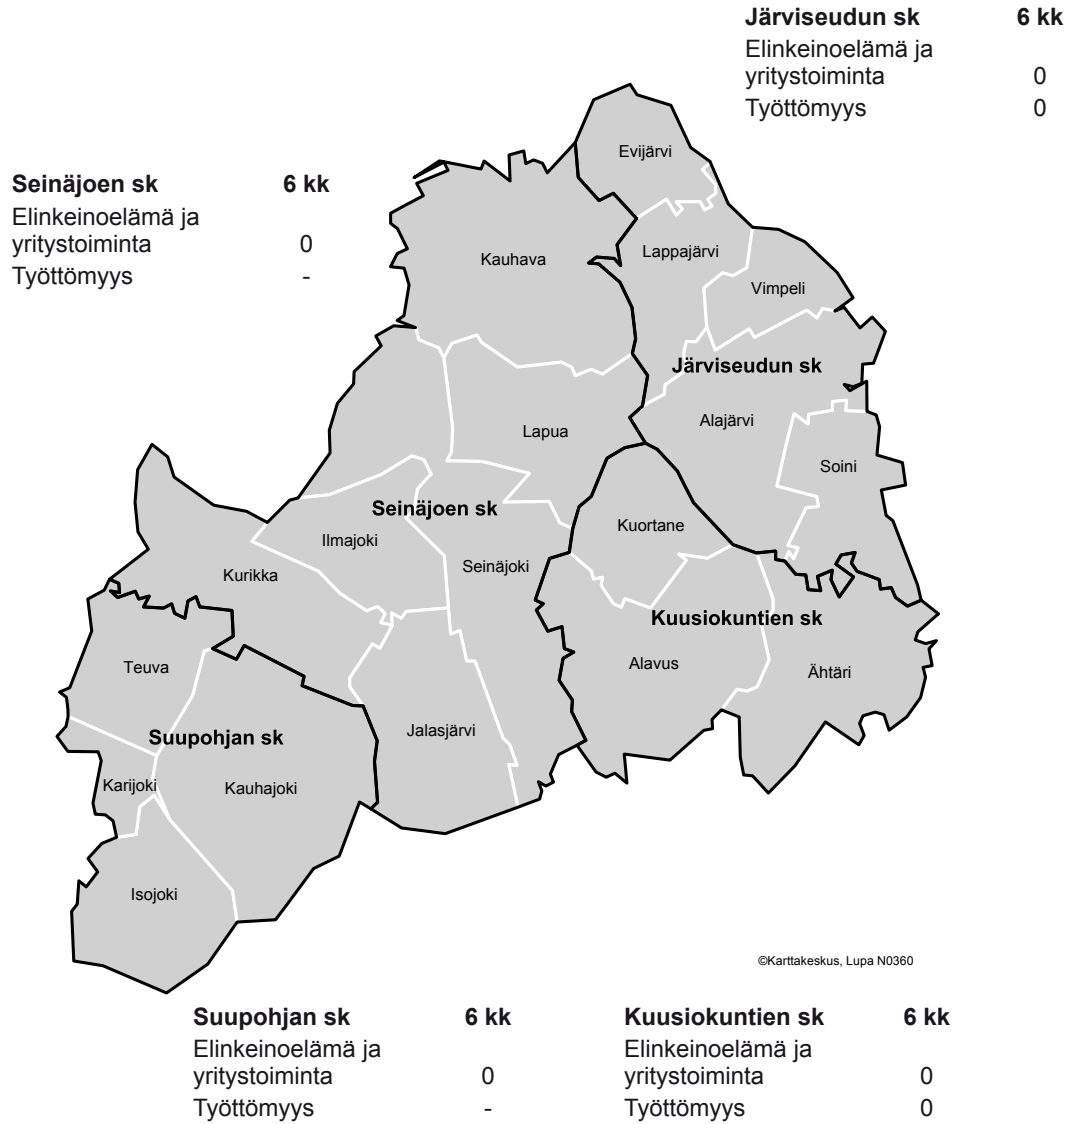 Järviseudun sk 6 kk
Elinkeinoelämä ja
yritystoiminta 0
Työttömyys 0
Seinäjoen sk 6 kk
Elinkeinoelämä ja
yritystoiminta 0
Työttömyys -
Evijärvi
Kauhava
Lappajärvi
Vimpeli
Järviseudun sk
Alajärvi
Lapua
Soini
Seinäjoen sk
Kuortane
Ilmajoki
Seinäjoki
Kurikka
Kuusiokuntien sk
Teuva
Alavus
Ähtäri
Jalasjärvi
Suupohjan sk
Karijoki
Kauhajoki
Isojoki
©Karttakeskus, Lupa N0360
Suupohjan sk 6 kk
Elinkeinoelämä ja
yritystoiminta 0
Työttömyys -
Kuusiokuntien sk 6 kk
Elinkeinoelämä ja
yritystoiminta 0
Työttömyys 0